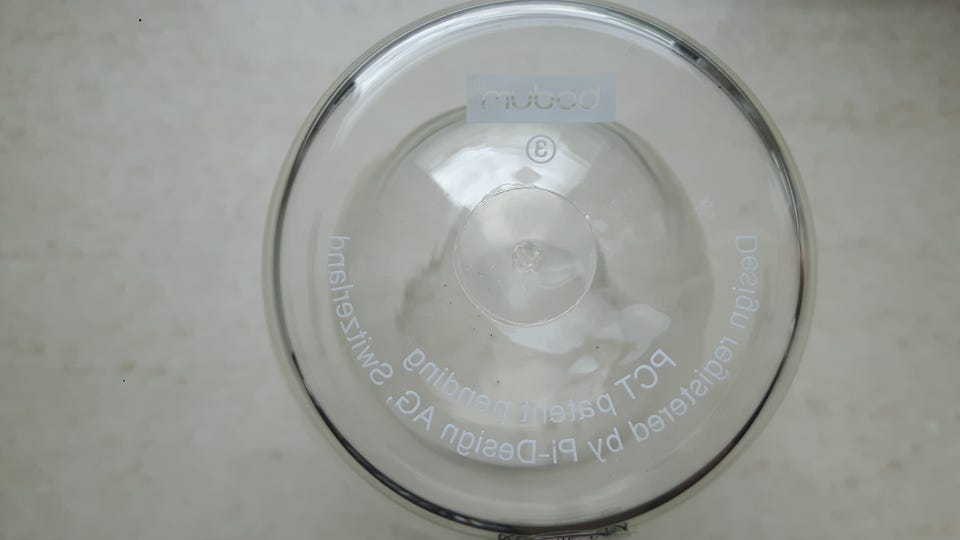 bodum
3
Design registered by Pi-Design AG, Switzerland
PCT patent pending